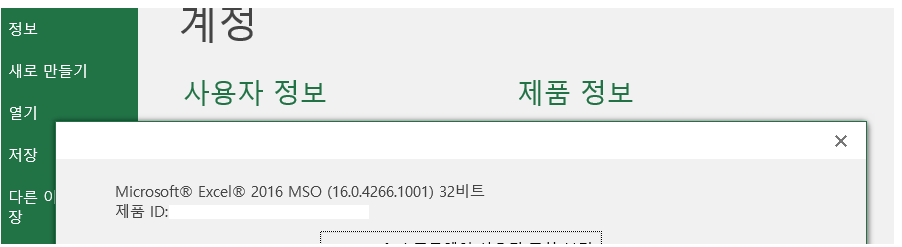 계정
정보
새로 만들기
열기
저장
다른 이
장
사용자 정보
제품 정보
Microsoft® Excel® 2016 MSO (16.0.4266.1001) 32비트
제품 ID: